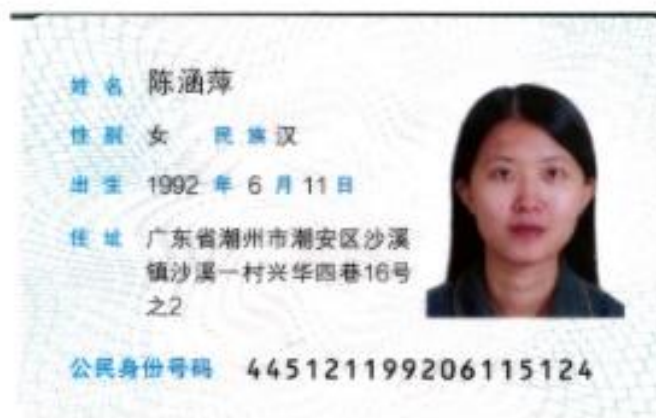 姓名 陈涵萍
性别 女 民族 汉
出生 1992 年 6 月 11 日
住址 广东省潮州市潮安区沙溪
镇沙溪一村兴华四巷16号
之2
公民身份号码 445121199206115124